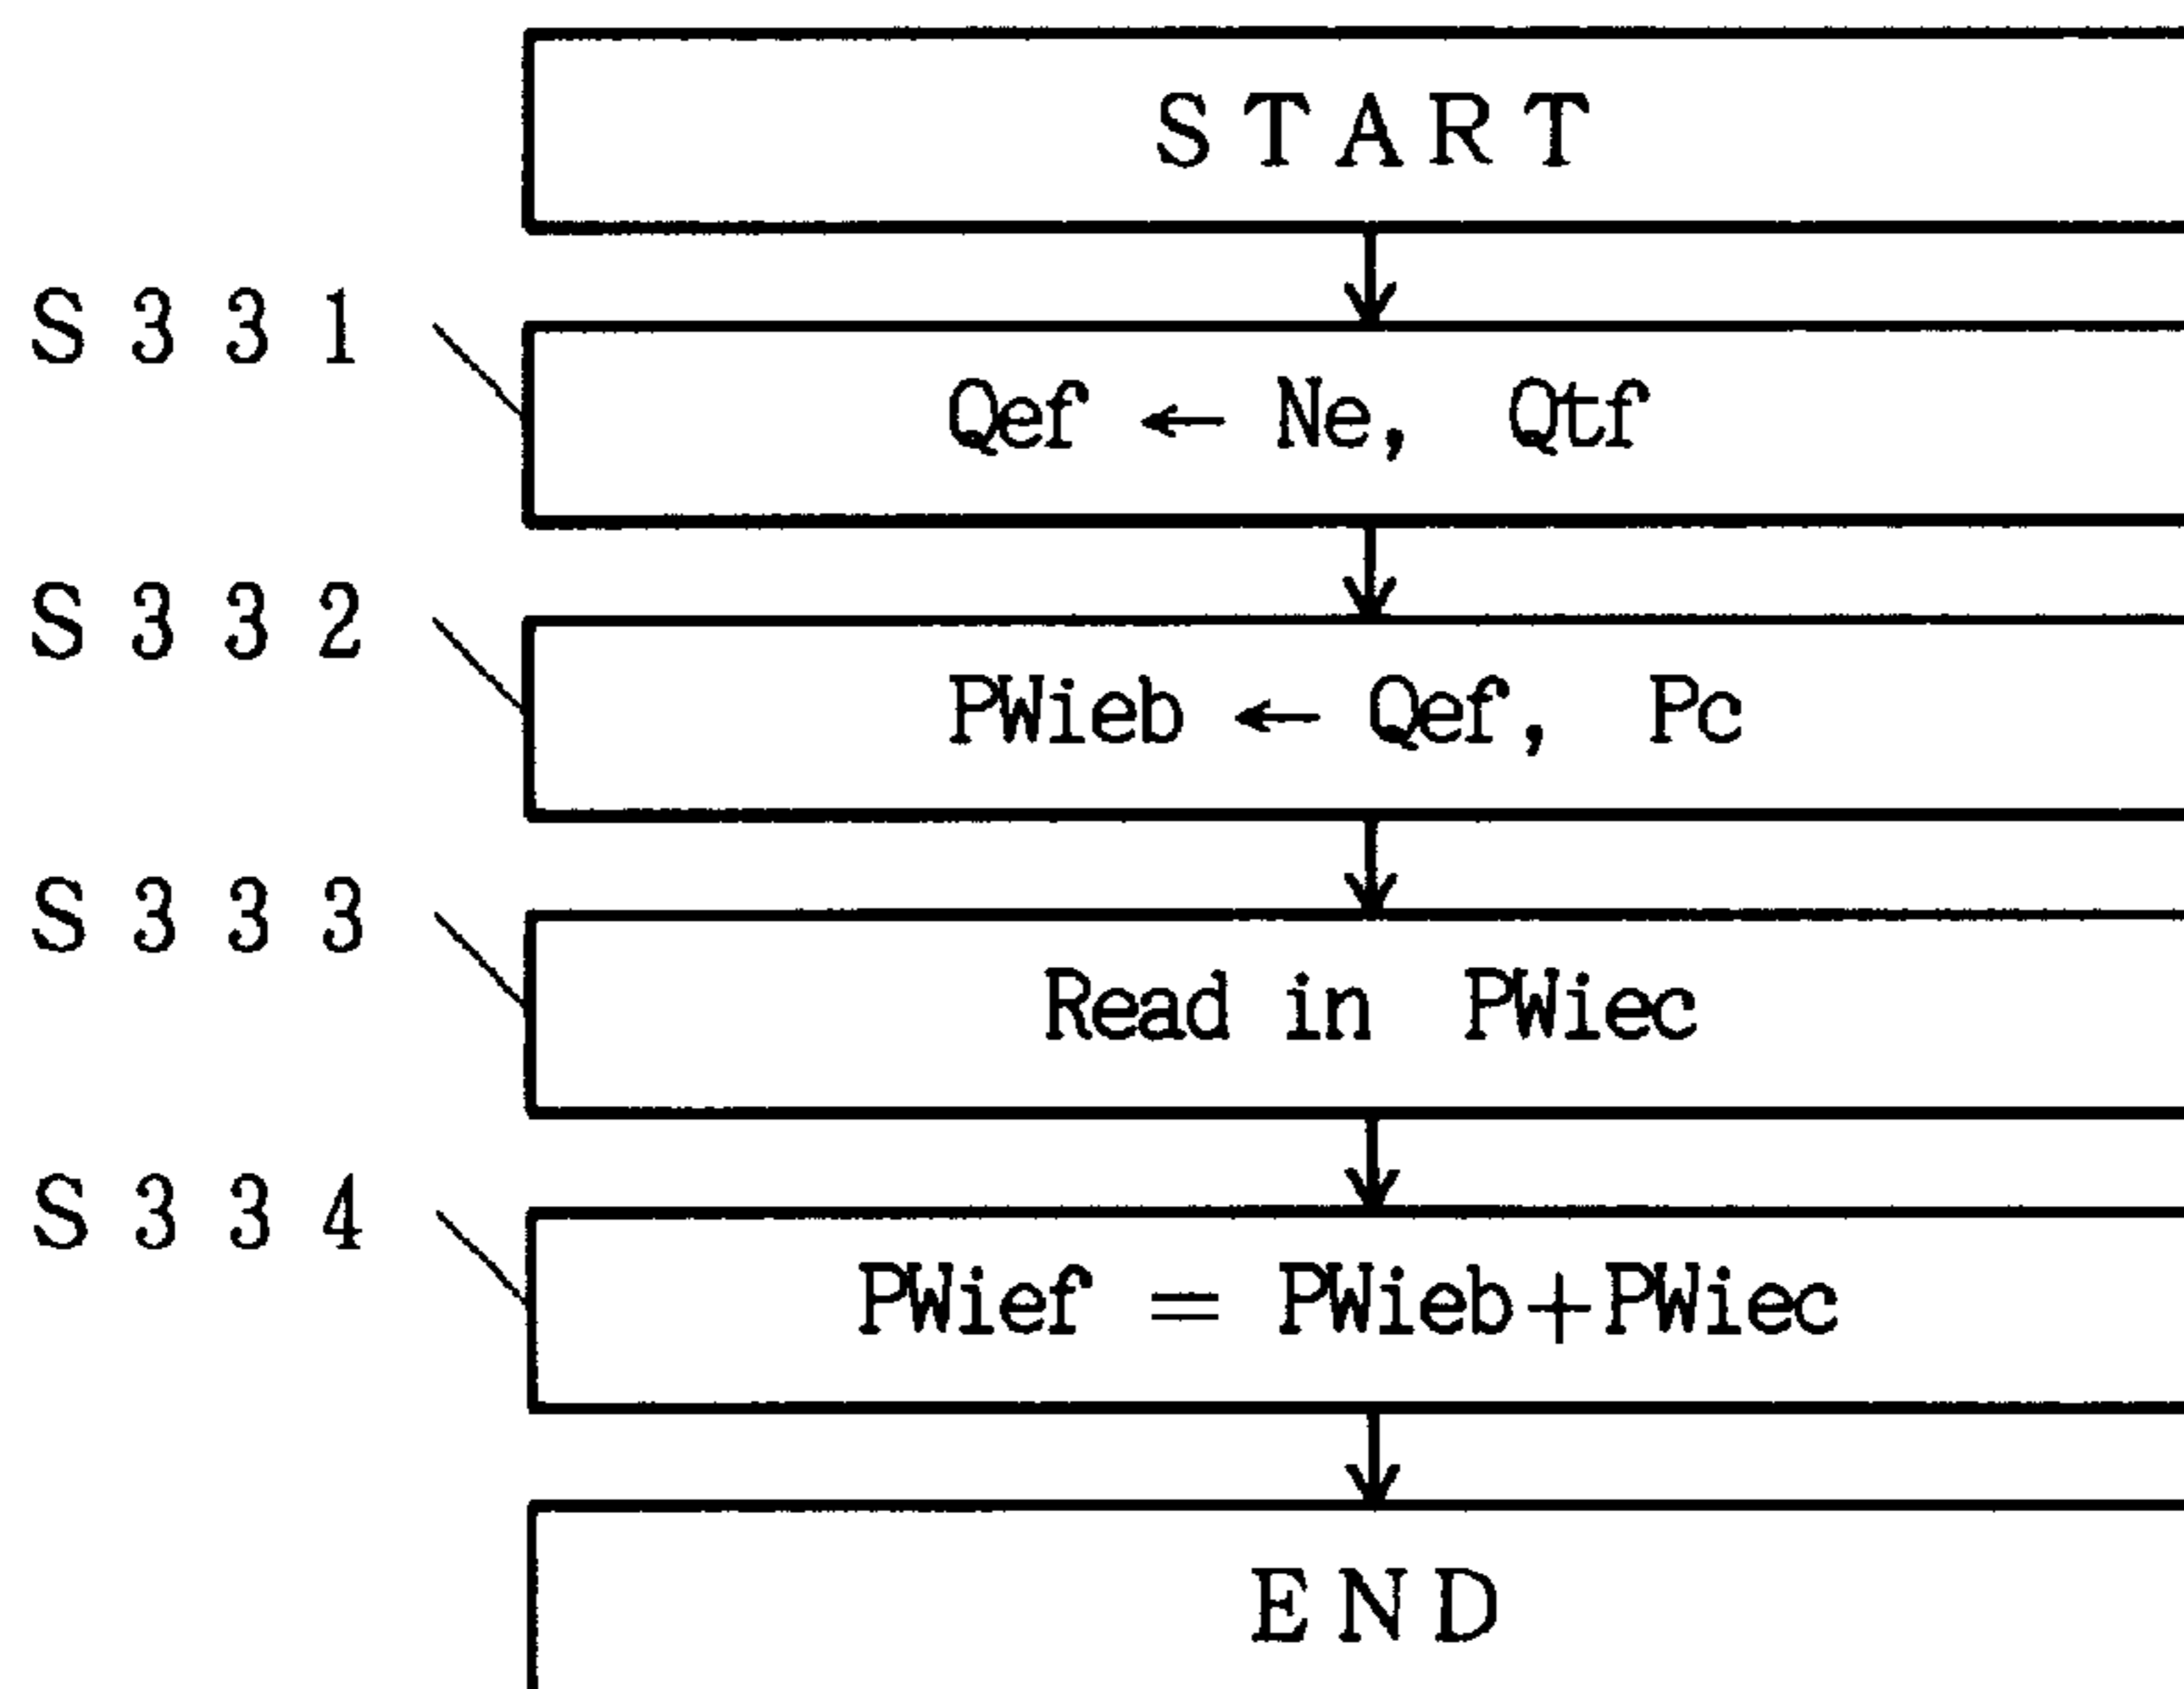 START
S331
Qef ← Ne, Qtf
S332
PWieb ← Qef, Pc
S333
Read in PWiec
S334
PWief = PWieb+PWiec
END